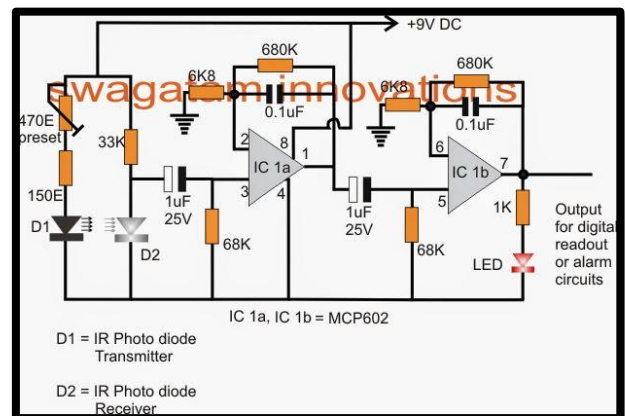 +9V DC
680K
680K
swagatam innovations
6K8
6K8
0.1uF
0.1uF
470E
preset
33K
2
8
1
IC 1a
3
4
6
7
IC 1b
5
150E
1uF
25V
1uF
25V
1K
Output
for digital
readout
or alarm
circuits
D1
D2
68K
68K
LED
IC 1a, IC 1b = MCP602
D1 = IR Photo diode
Transmitter
D2 = IR Photo diode
Receiver